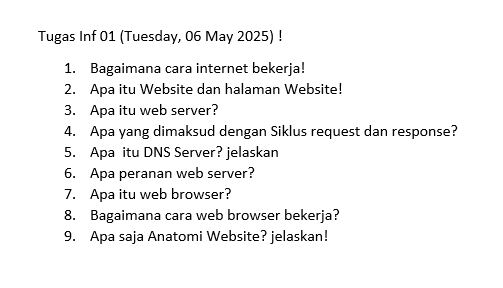 Tugas Inf 01 (Tuesday, 06 May 2025) !
1. Bagaimana cara internet bekerja!
2. Apa itu Website dan halaman Website!
3. Apa itu web server?
4. Apa yang dimaksud dengan Siklus request dan response?
5. Apa  itu DNS Server? jelaskan
6. Apa peranan web server?
7. Apa itu web browser?
8. Bagaimana cara web browser bekerja?
9. Apa saja Anatomi Website? jelaskan!